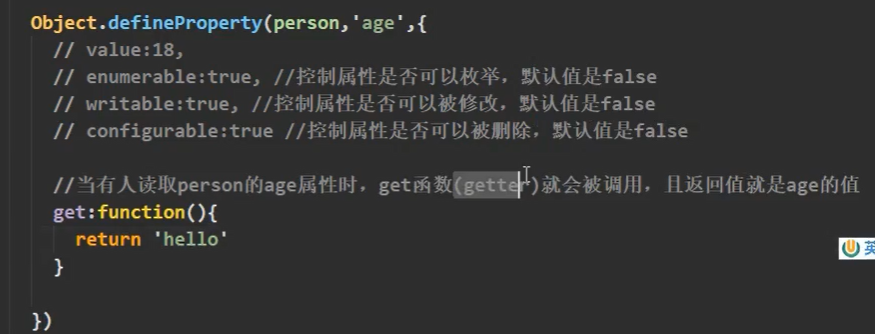 Object.defineProperty(person,'age',{
// value:18,
// enumerable:true, //控制属性是否可以枚举，默认值是false
// writable:true, //控制属性是否可以被修改，默认值是false
// configurable:true //控制属性是否可以被删除，默认值是false
//当有人读取person的age属性时，get函数(getter)就会被调用，且返回值就是age的值
get:function(){
return 'hello'
}
})
英